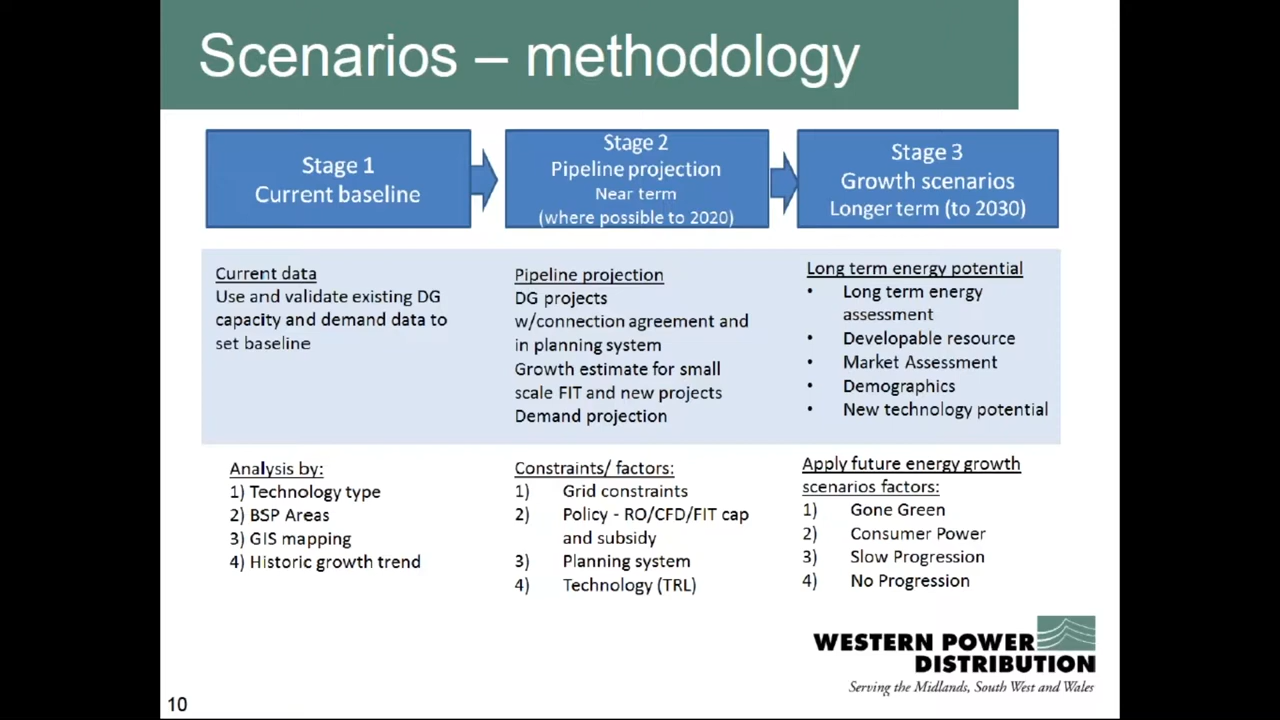 Scenarios – methodology
Stage 1
Current baseline
Stage 2
Pipeline projection
Near term
(where possible to 2020)
Stage 3
Growth scenarios
Longer term (to 2030)
Current data
Use and validate existing DG
capacity and demand data to
set baseline
Pipeline projection
DG projects
w/connection agreement and
in planning system
Growth estimate for small
scale FIT and new projects
Demand projection
Long term energy potential
• Long term energy
assessment
• Developable resource
• Market Assessment
• Demographics
• New technology potential
Analysis by:
1) Technology type
2) BSP Areas
3) GIS mapping
4) Historic growth trend
Constraints/ factors:
1) Grid constraints
2) Policy - RO/CFD/FIT cap
and subsidy
3) Planning system
4) Technology (TRL)
Apply future energy growth
scenarios factors:
1) Gone Green
2) Consumer Power
3) Slow Progression
4) No Progression
WESTERN POWER
DISTRIBUTION
Serving the Midlands, South West and Wales
10